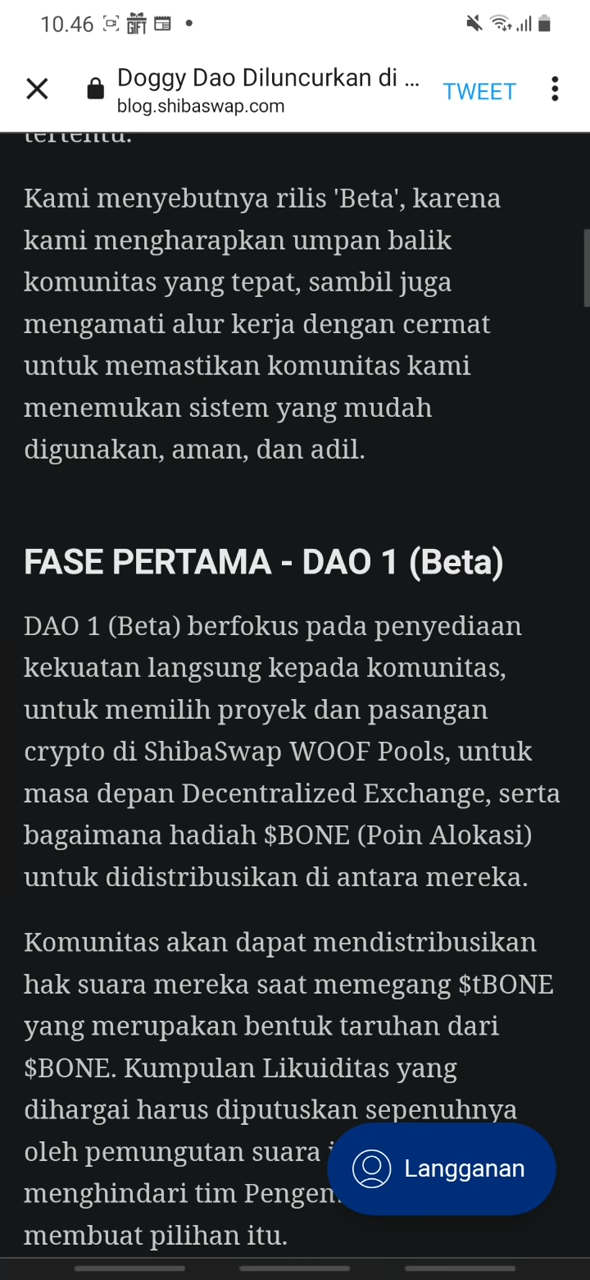 10.46
GIFT
Doggy Dao Diluncurkan di ...
blog.shibaswap.com
TWEET
tertentu.
Kami menyebutnya rilis 'Beta', karena
kami mengharapkan umpan balik
komunitas yang tepat, sambil juga
mengamati alur kerja dengan cermat
untuk memastikan komunitas kami
menemukan sistem yang mudah
digunakan, aman, dan adil.
FASE PERTAMA - DAO 1 (Beta)
DAO 1 (Beta) berfokus pada penyediaan
kekuatan langsung kepada komunitas,
untuk memilih proyek dan pasangan
crypto di ShibaSwap WOOF Pools, untuk
masa depan Decentralized Exchange, serta
bagaimana hadiah $BONE (Poin Alokasi)
untuk didistribusikan di antara mereka.
Komunitas akan dapat mendistribusikan
hak suara mereka saat memegang $tBONE
yang merupakan bentuk taruhan dari
$BONE. Kumpulan Likuiditas yang
dihargai harus diputuskan sepenuhnya
oleh pemungutan suara
menghindari tim
membuat pilihan itu.
Langganan